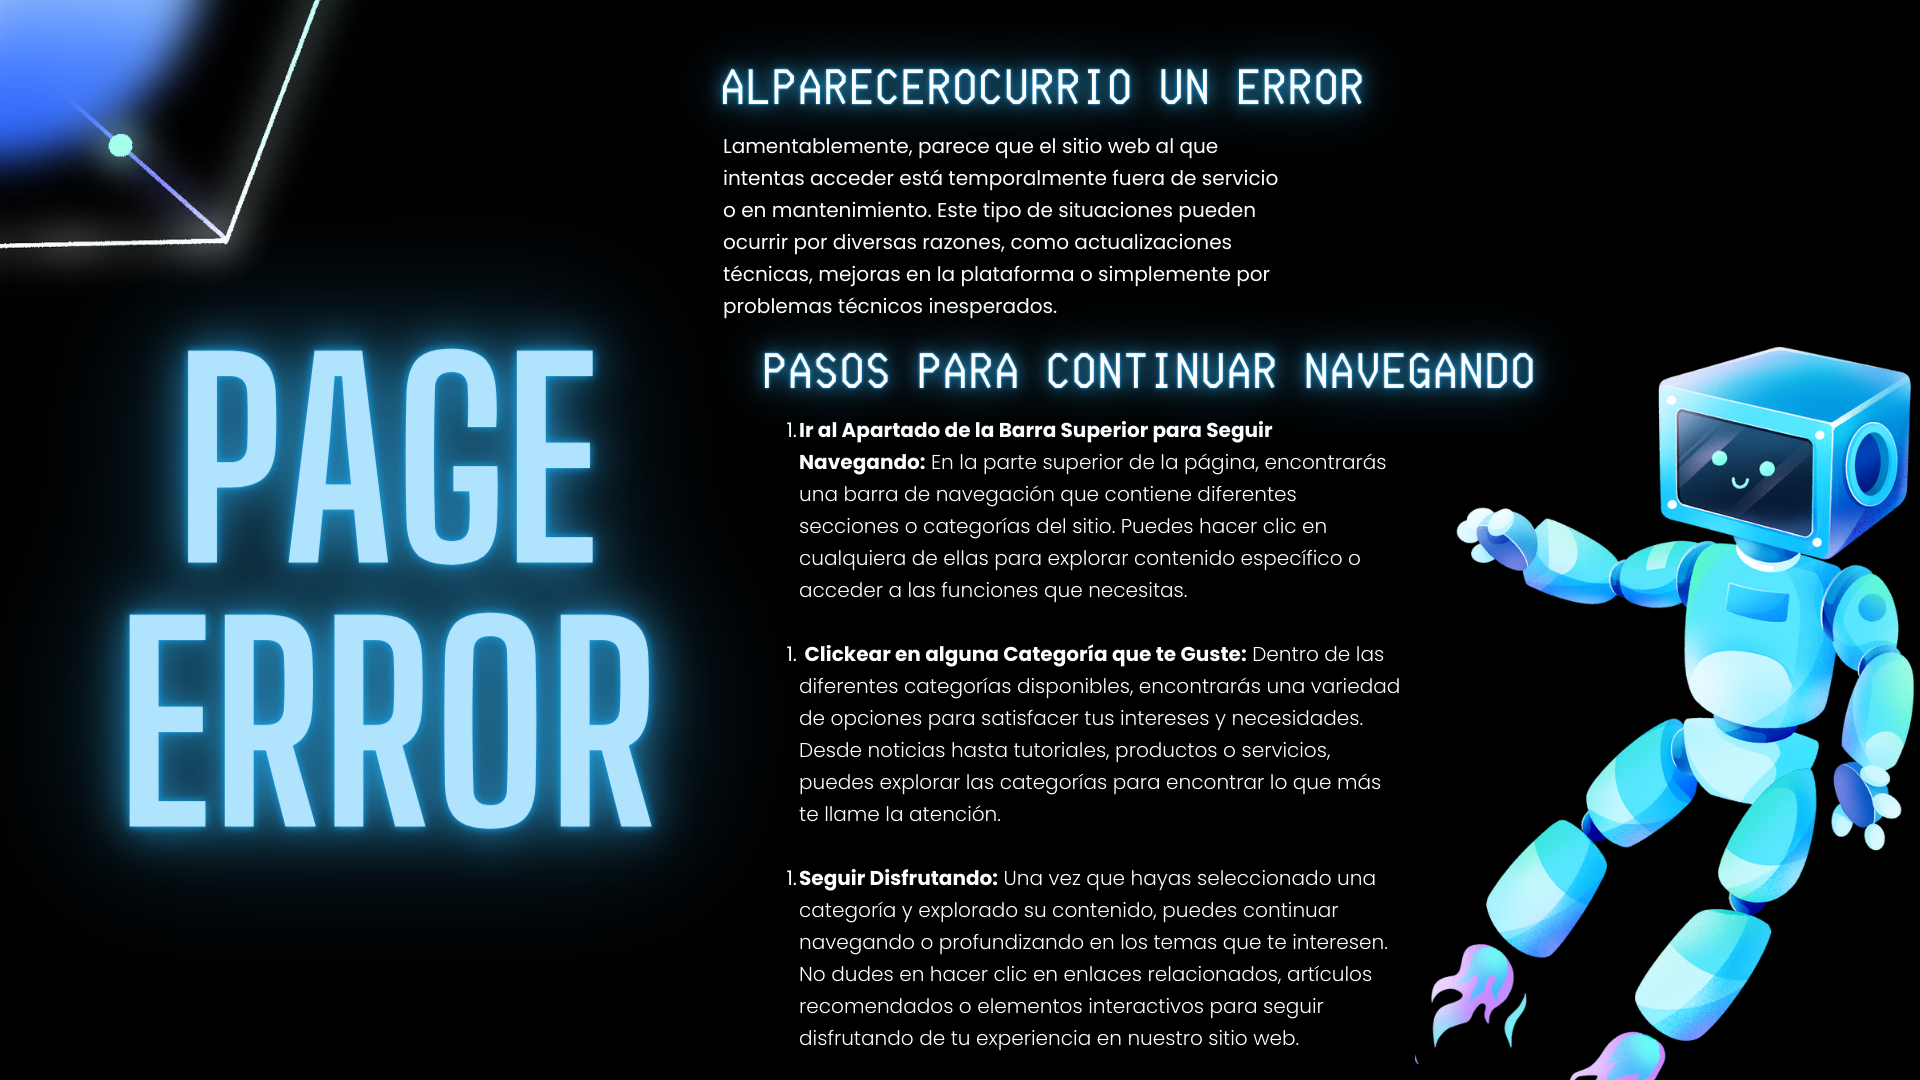 PAGE
ERROR
ALPARECEROCURRIO UN ERROR
Lamentablemente, parece que el sitio web al que
intentas acceder está temporalmente fuera de servicio
o en mantenimiento. Este tipo de situaciones pueden
ocurrir por diversas razones, como actualizaciones
técnicas, mejoras en la plataforma o simplemente por
problemas técnicos inesperados.
PASOS PARA CONTINUAR NAVEGANDO
1. Ir al Apartado de la Barra Superior para Seguir
Navegando: En la parte superior de la página, encontrarás
una barra de navegación que contiene diferentes
secciones o categorías del sitio. Puedes hacer clic en
cualquiera de ellas para explorar contenido específico o
acceder a las funciones que necesitas.
1. Clickear en alguna Categoría que te Guste: Dentro de las
diferentes categorías disponibles, encontrarás una variedad
de opciones para satisfacer tus intereses y necesidades.
Desde noticias hasta tutoriales, productos o servicios,
puedes explorar las categorías para encontrar lo que más
te llame la atención.
1. Seguir Disfrutando: Una vez que hayas seleccionado una
categoría y explorado su contenido, puedes continuar
navegando o profundizando en los temas que te interesen.
No dudes en hacer clic en enlaces relacionados, artículos
recomendados o elementos interactivos para seguir
disfrutando de tu experiencia en nuestro sitio web.